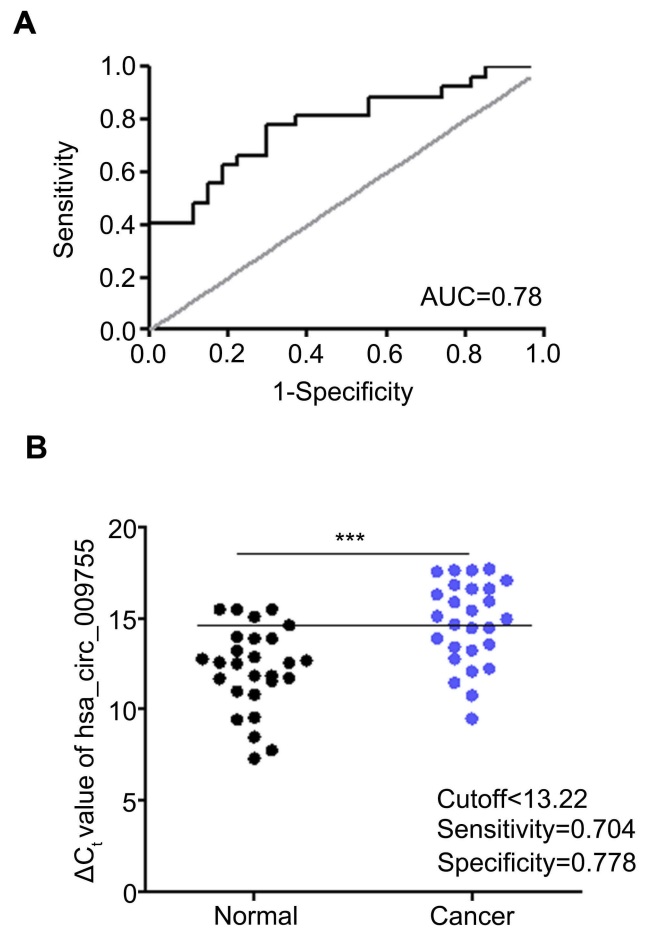 A
1.0
0.8
0.6
0.4
0.2
0.0
Sensitivity
AUC=0.78
0.0 0.2 0.4 0.6 0.8 1.0
1-Specificity
B
20
15
10
5
0
ΔCt value of hsa_circ_009755
***
Cutoff<13.22
Sensitivity=0.704
Specificity=0.778
Normal Cancer